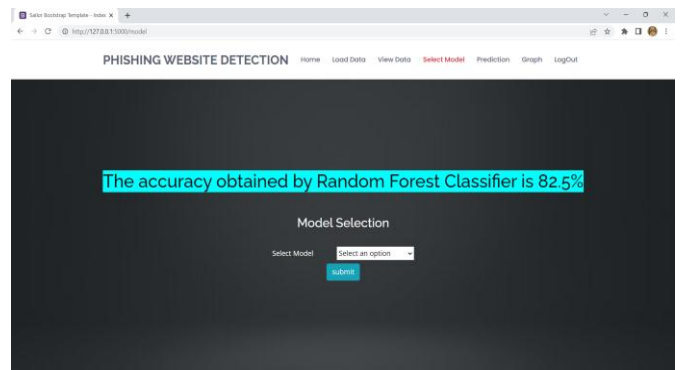 Sailor Bootstrap Template - Index
http://127.0.0.1:5000/model
PHISHING WEBSITE DETECTION Home Load Data View Data Select Model Prediction Graph LogOut
The accuracy obtained by Random Forest Classifier is 82.5%
Model Selection
Select Model Select an option
submit